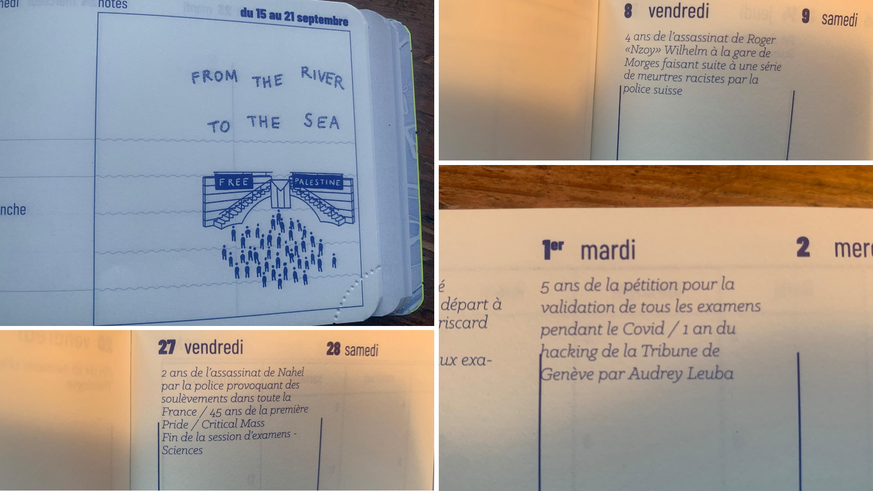 nedi
notes
du 15 au 21 septembre
FROM THE RIVER
TO THE SEA
FREE PALESTINE
nche
8 vendredi
9 samedi
4 ans de l'assassinat de Roger
«Nzoy» Wilhelm à la gare de
Morges faisant suite à une série
de meurtres racistes par la
police suisse
27 vendredi
28 samedi
2 ans de l'assassinat de Nahel
par la police provoquant des
soulèvements dans toute la
France / 45 ans de la première
Pride / Critical Mass
Fin de la session d'examens -
Sciences
1er mardi
2 merc
é
départ à
riscard
ux exa-
5 ans de la pétition pour la
validation de tous les examens
pendant le Covid / 1 an du
hacking de la Tribune de
Genève par Audrey Leuba